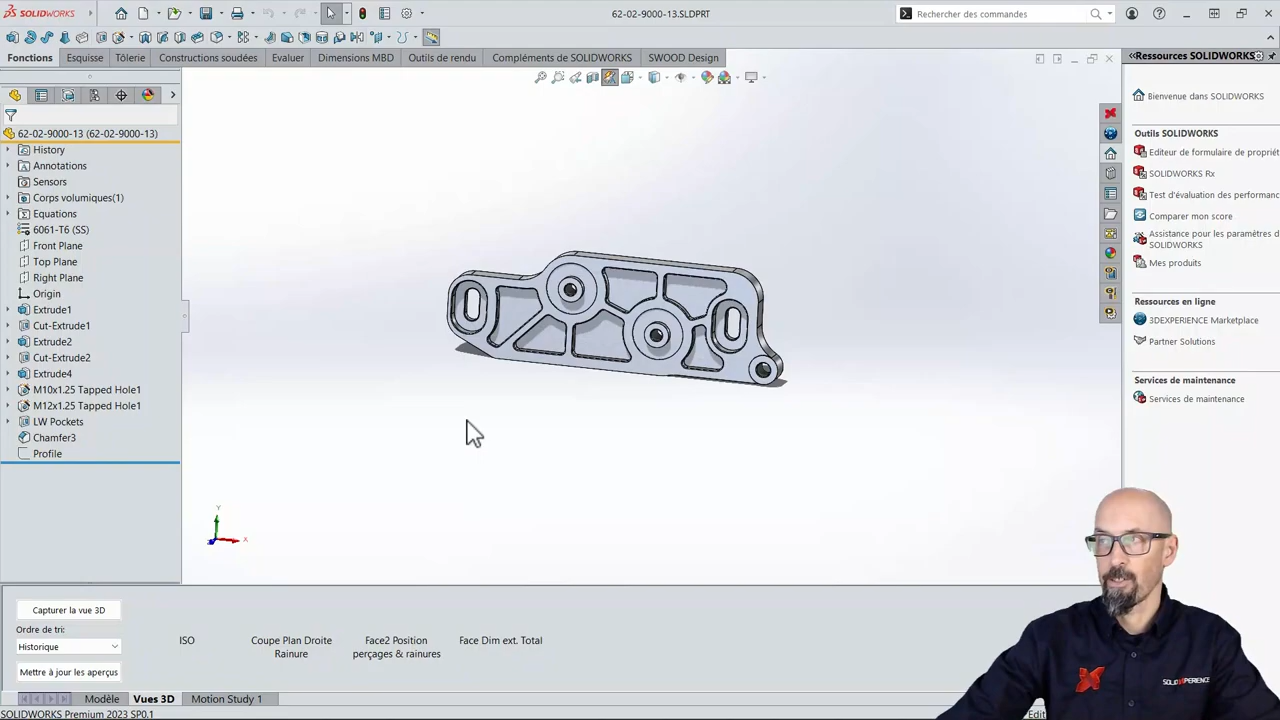 SOLIDWORKS
62-02-9000-13.SLDPRT
Rechercher des commandes
Fonctions
Esquisse
Tôlerie
Constructions soudées
Evaluer
Dimensions MBD
Outils de rendu
Compléments de SOLIDWORKS
SWOOD Design
Ressources SOLIDWORKS
62-02-9000-13 (62-02-9000-13)
History
Annotations
Sensors
Corps volumiques(1)
Equations
6061-T6 (SS)
Front Plane
Top Plane
Right Plane
Origin
Extrude1
Cut-Extrude1
Extrude2
Cut-Extrude2
Extrude4
M10x1.25 Tapped Hole1
M12x1.25 Tapped Hole1
LW Pockets
Chamfer3
Profile
Y
X
Bienvenue dans SOLIDWORKS
Outils SOLIDWORKS
Editeur de formulaire de propriét
SOLIDWORKS Rx
Test d'évaluation des performanc
Comparer mon score
Assistance pour les paramètres d
SOLIDWORKS
Mes produits
Ressources en ligne
3DEXPERIENCE Marketplace
Partner Solutions
Services de maintenance
Services de maintenance
Capturer la vue 3D
Ordre de tri:
Historique
Mettre à jour les aperçus
ISO
Coupe Plan Droite
Rainure
Face2 Position
perçages & rainures
Face Dim ext. Total
Modèle
Vues 3D
Motion Study 1
SOLIDWORKS Premium 2023 SP0.1
Edit
SOLIDXPERIENCE